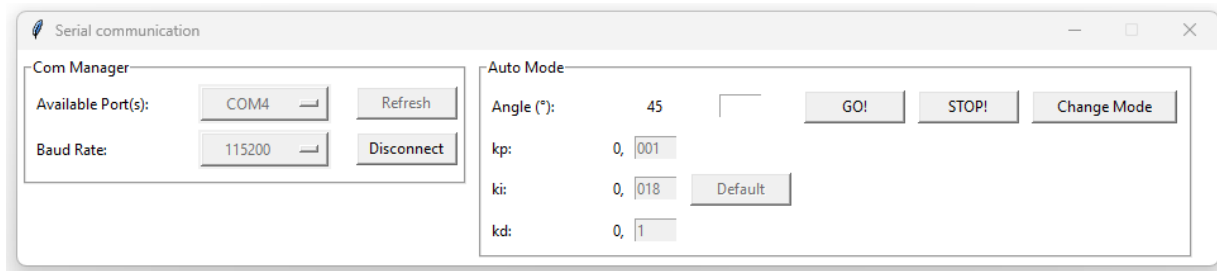 Serial communication
Com Manager
Available Port(s): COM4 Refresh
Baud Rate: 115200 Disconnect
Auto Mode
Angle (°): 45 GO! STOP! Change Mode
kp: 0, 001
ki: 0, 018 Default
kd: 0, 1